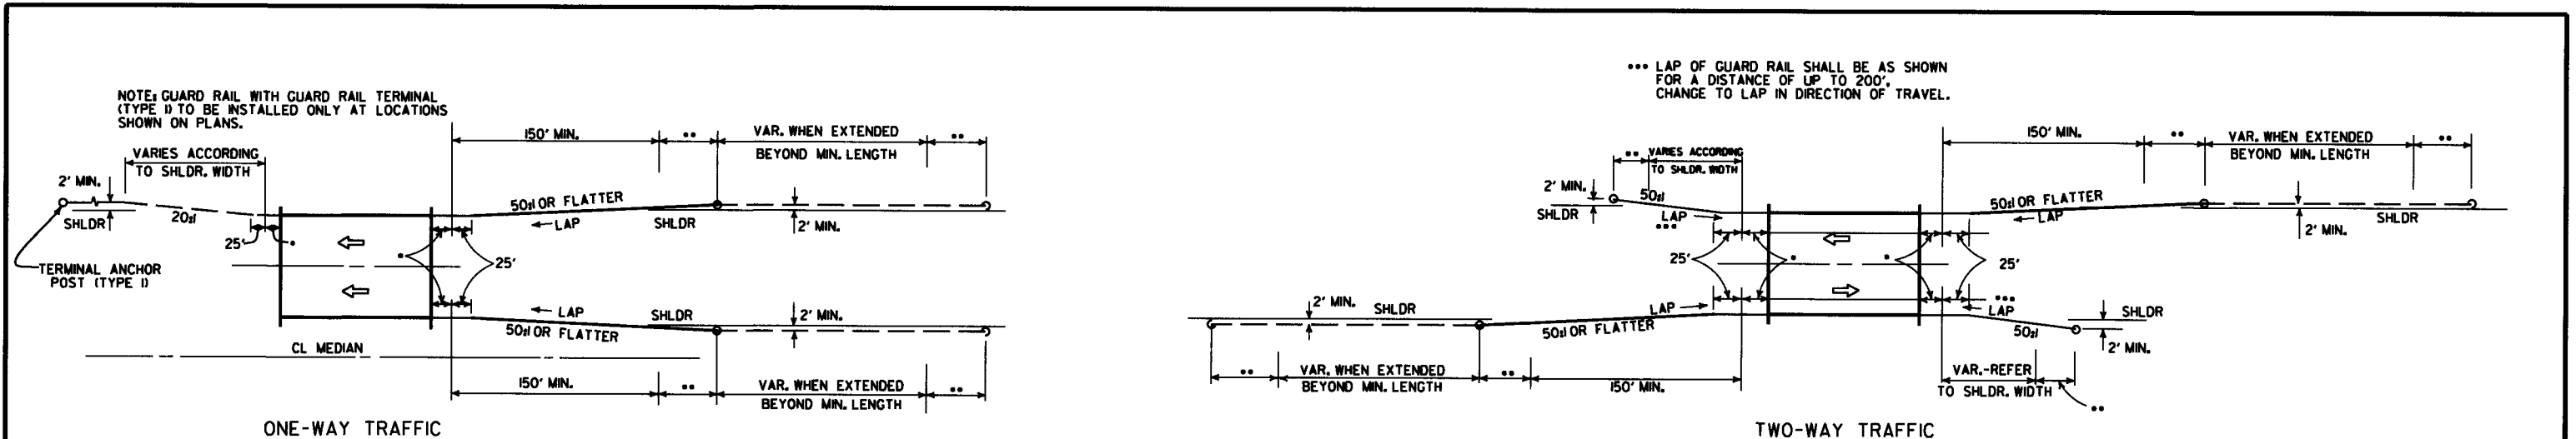 NOTE: GUARD RAIL WITH GUARD RAIL TERMINAL
(TYPE I) TO BE INSTALLED ONLY AT LOCATIONS
SHOWN ON PLANS.
150' MIN.
••
VAR. WHEN EXTENDED
BEYOND MIN. LENGTH
••
VARIES ACCORDING
TO SHLDR. WIDTH
2' MIN.
SHLDR
20:1
25'
•
TERMINAL ANCHOR
POST (TYPE I)
50:1 OR FLATTER
LAP
SHLDR
2' MIN.
•
25'
LAP
SHLDR
2' MIN.
50:1 OR FLATTER
CL MEDIAN
150' MIN.
••
VAR. WHEN EXTENDED
BEYOND MIN. LENGTH
••
ONE-WAY TRAFFIC
••• LAP OF GUARD RAIL SHALL BE AS SHOWN
FOR A DISTANCE OF UP TO 200',
CHANGE TO LAP IN DIRECTION OF TRAVEL.
150' MIN.
••
VAR. WHEN EXTENDED
BEYOND MIN. LENGTH
••
•• VARIES ACCORDING
TO SHLDR. WIDTH
2' MIN.
SHLDR
50:1
LAP
•••
50:1 OR FLATTER
LAP
SHLDR
2' MIN.
25'
•
•
25'
2' MIN.
SHLDR
LAP
50:1 OR FLATTER
•••
LAP
50:1
SHLDR
2' MIN.
••
VAR. WHEN EXTENDED
BEYOND MIN. LENGTH
••
150' MIN.
VAR.-REFER
TO SHLDR. WIDTH
••
TWO-WAY TRAFFIC